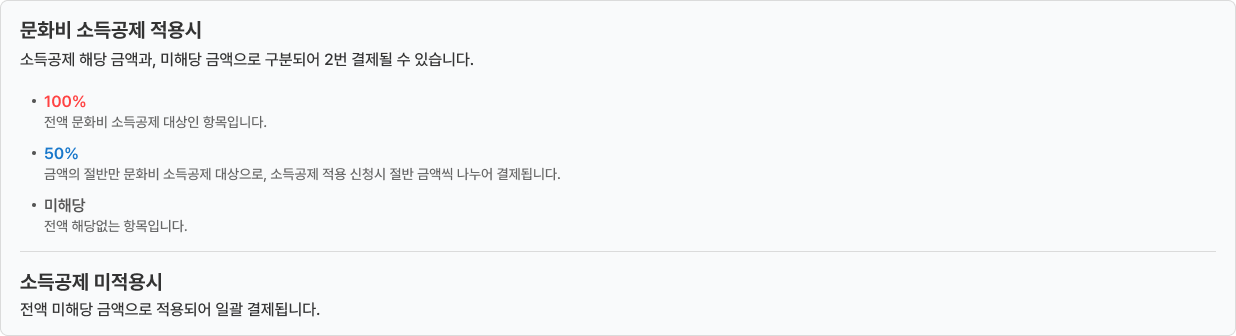 문화비 소득공제 적용시
소득공제 해당 금액과, 미해당 금액으로 구분되어 2번 결제될 수 있습니다.
• 100%
전액 문화비 소득공제 대상인 항목입니다.
• 50%
금액의 절반만 문화비 소득공제 대상으로, 소득공제 적용 신청시 절반 금액씩 나누어 결제됩니다.
• 미해당
전액 해당없는 항목입니다.
소득공제 미적용시
전액 미해당 금액으로 적용되어 일괄 결제됩니다.